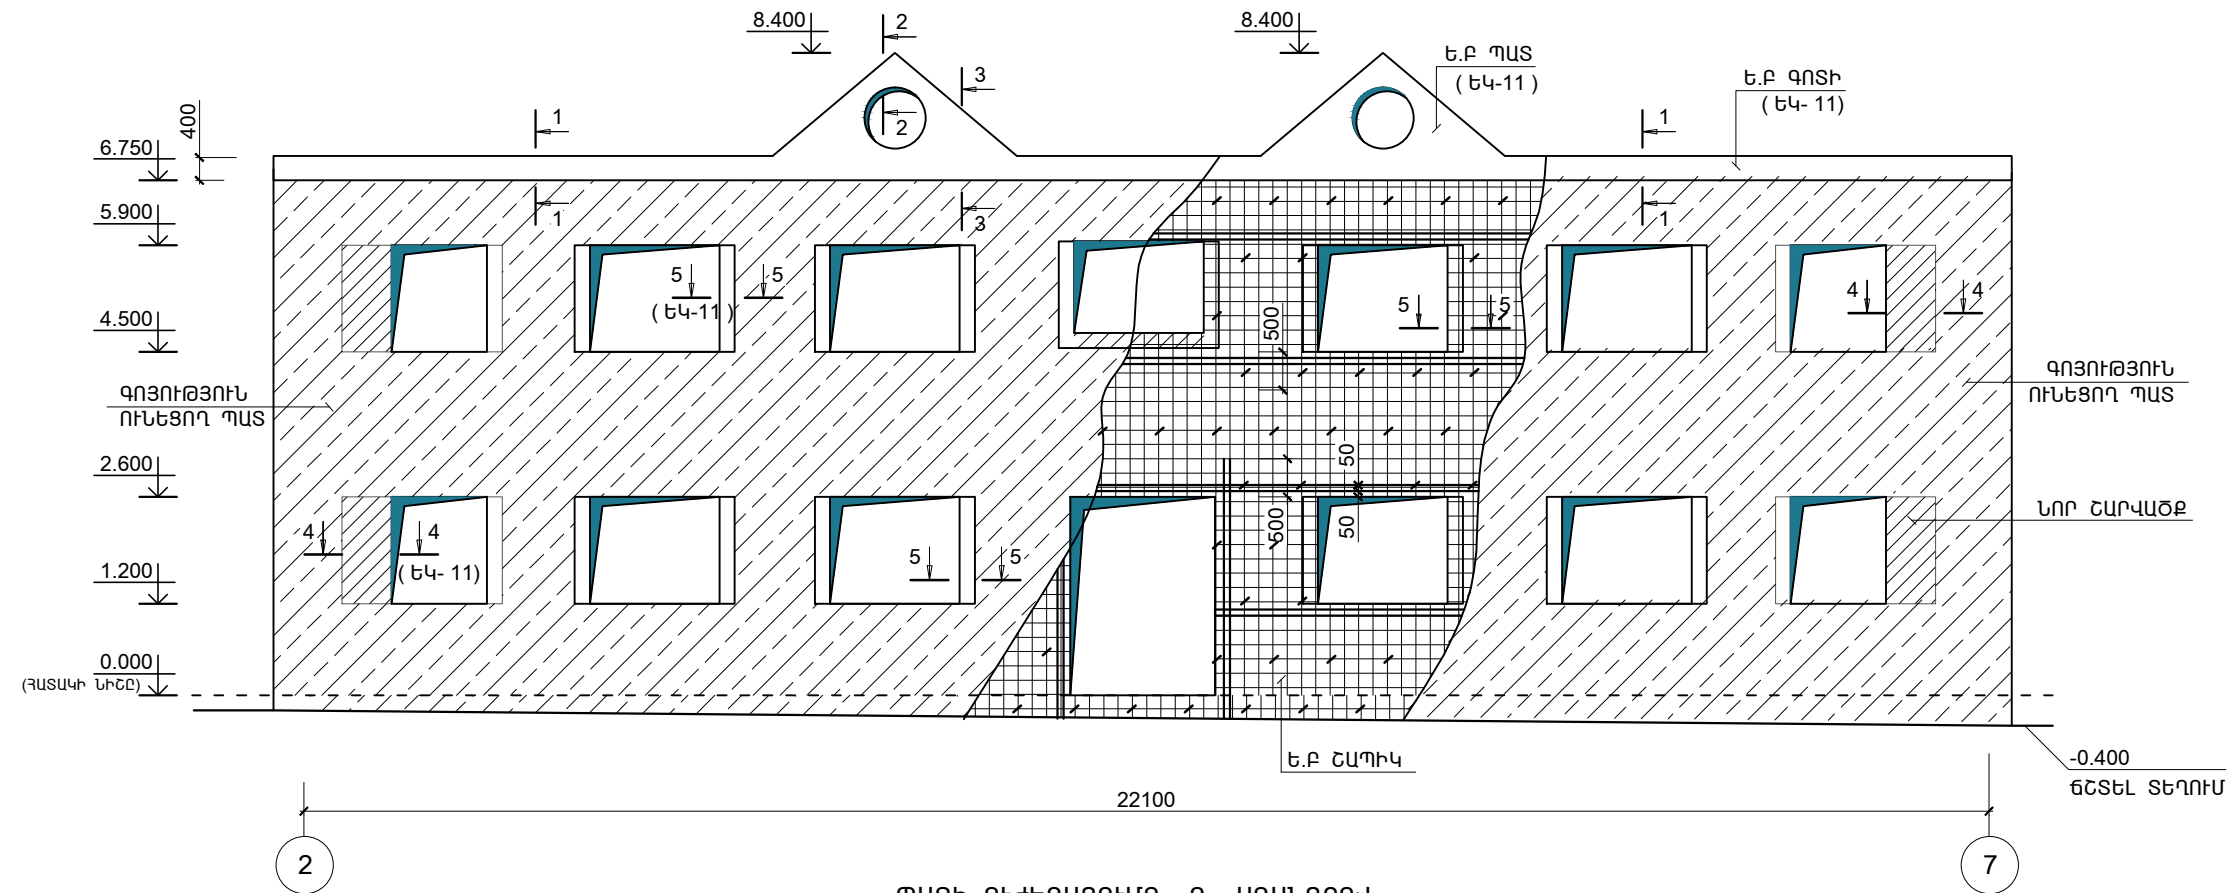 8.400
2
8.400
Ե.Բ ՊԱՏ
( ԵԿ-11 )
3
Ե.Բ ԳՈՏԻ
( ԵԿ- 11)
400
1
2
1
6.750
5.900
1
3
1
5
5
( ԵԿ-11 )
5
5
4
4
4.500
500
ԳՈՅՈՒԹՅՈՒՆ
ՈՒՆԵՑՈՂ ՊԱՏ
ԳՈՅՈՒԹՅՈՒՆ
ՈՒՆԵՑՈՂ ՊԱՏ
2.600
50
ՆՈՐ ՇԱՐՎԱԾՔ
4
4
( ԵԿ- 11)
5
5
500
50
1.200
0.000
(ՀԱՏԱԿԻ ՆԻՇԸ)
Ե.Բ ՇԱՊԻԿ
-0.400
ՃՇՏԵԼ ՏԵՂՈՒՄ
22100
2
7